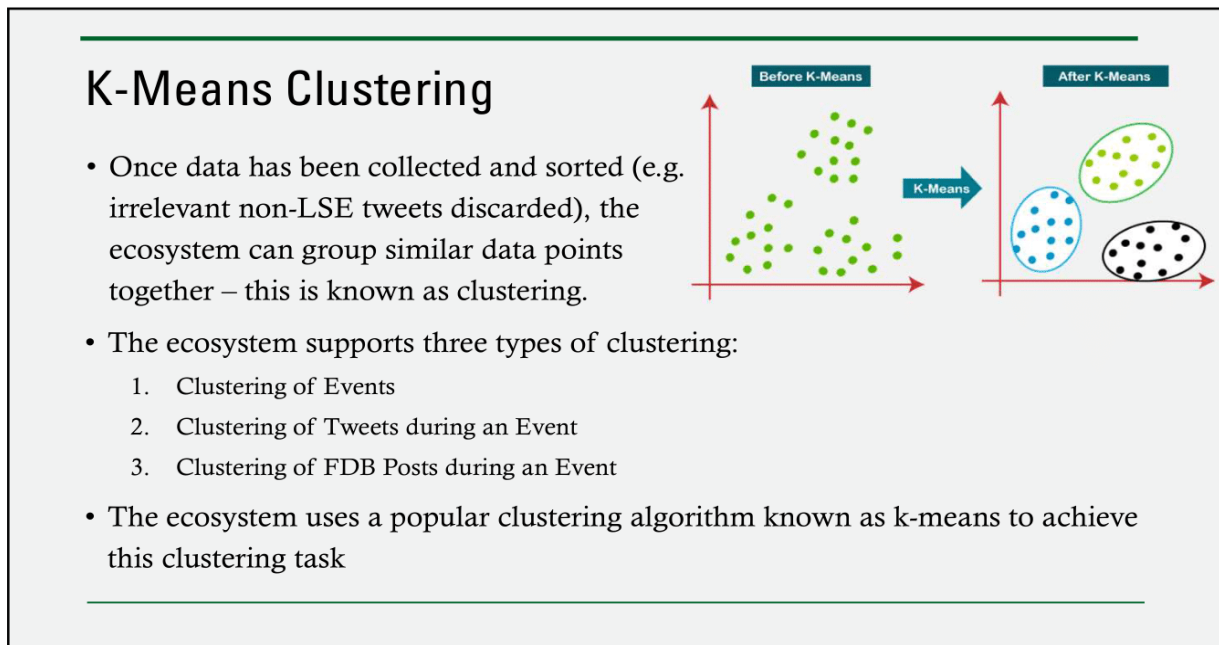 K-Means Clustering
• Once data has been collected and sorted (e.g.
irrelevant non-LSE tweets discarded), the
ecosystem can group similar data points
together – this is known as clustering.
• The ecosystem supports three types of clustering:
1. Clustering of Events
2. Clustering of Tweets during an Event
3. Clustering of FDB Posts during an Event
• The ecosystem uses a popular clustering algorithm known as k-means to achieve
this clustering task
Before K-Means
K-Means
After K-Means